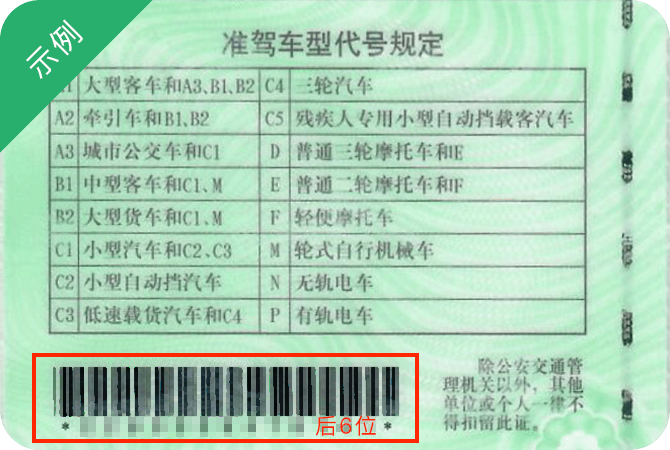 示例
准驾车型代号规定
A1 大型客车和A3、B1、B2 C4 三轮汽车
A2 牵引车和B1、B2 C5 残疾人专用小型自动挡载客汽车
A3 城市公交车和C1 D 普通三轮摩托车和E
B1 中型客车和C1、M E 普通二轮摩托车和F
B2 大型货车和C1、M F 轻便摩托车
C1 小型汽车和C2、C3 M 轮式自行机械车
C2 小型自动挡汽车 N 无轨电车
C3 低速载货汽车和C4 P 有轨电车
* 后6位 *
除公安交通管
理机关以外，其他
单位或个人一律不
得扣留此证。